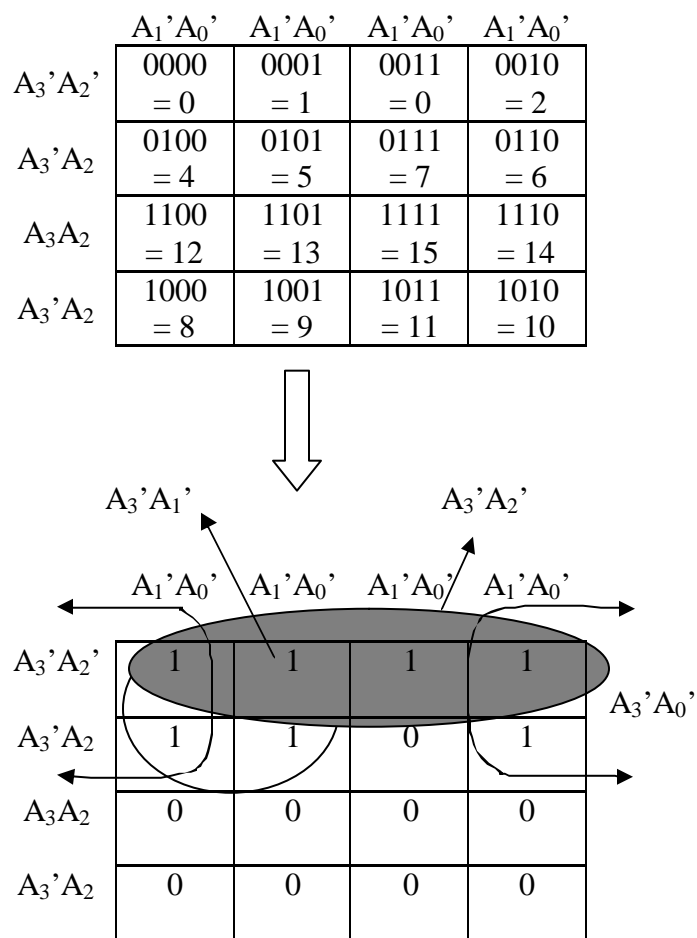 A₁’A₀’ A₁’A₀’ A₁’A₀’ A₁’A₀’
A₃’A₂’ 0000 0001 0011 0010
= 0 = 1 = 0 = 2
A₃’A₂ 0100 0101 0111 0110
= 4 = 5 = 7 = 6
A₃A₂ 1100 1101 1111 1110
= 12 = 13 = 15 = 14
A₃’A₂ 1000 1001 1011 1010
= 8 = 9 = 11 = 10
A₃’A₁’ A₃’A₂’
A₁’A₀’ A₁’A₀’ A₁’A₀’ A₁’A₀’
A₃’A₂’ 1 1 1 1
A₃’A₀’
A₃’A₂ 1 1 0 1
A₃A₂ 0 0 0 0
A₃’A₂ 0 0 0 0